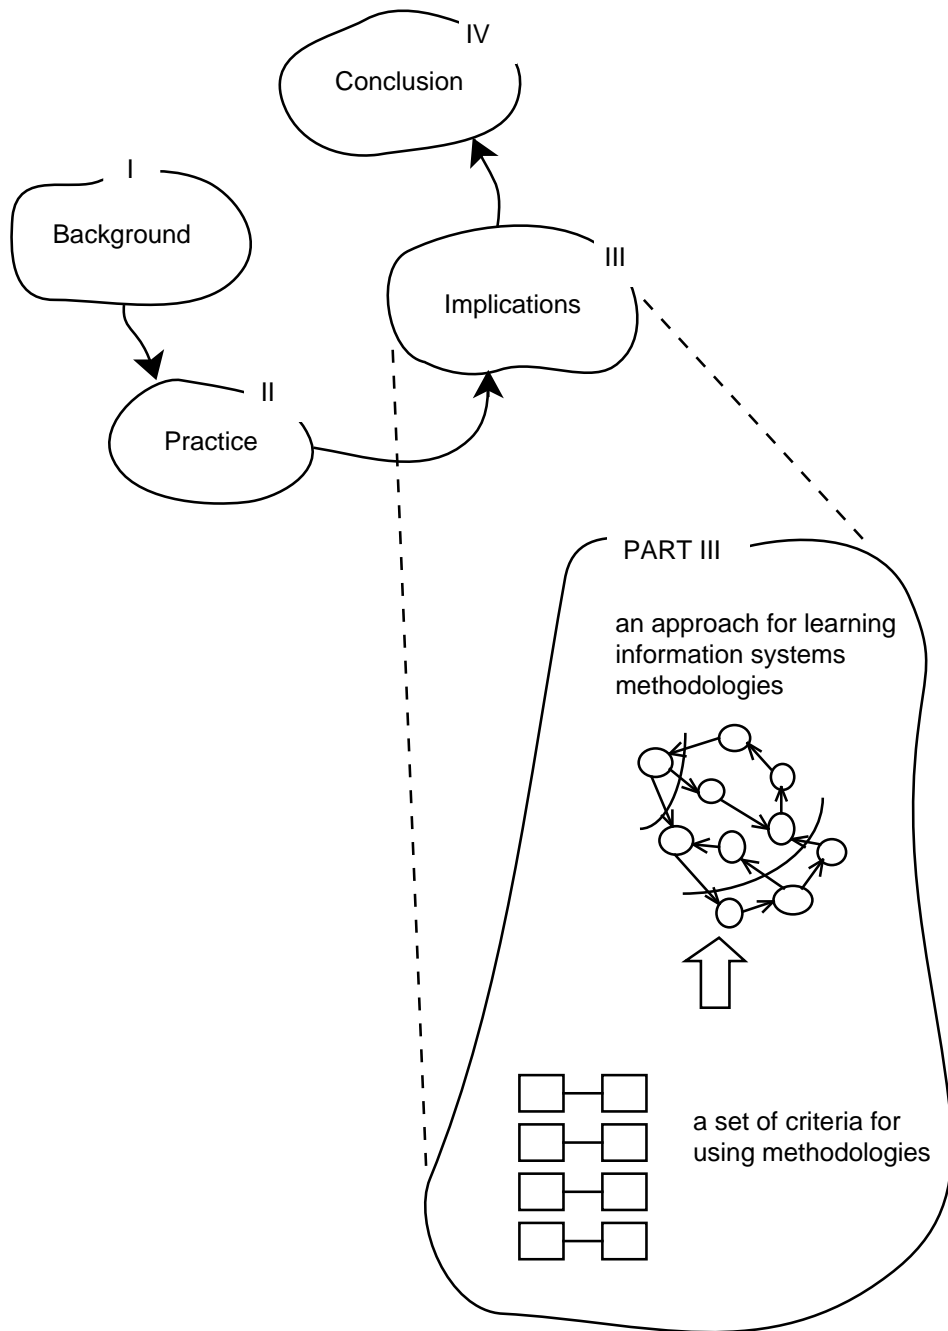 IV
Conclusion
I
Background
III
Implications
II
Practice
PART III
an approach for learning
information systems
methodologies
a set of criteria for
using methodologies